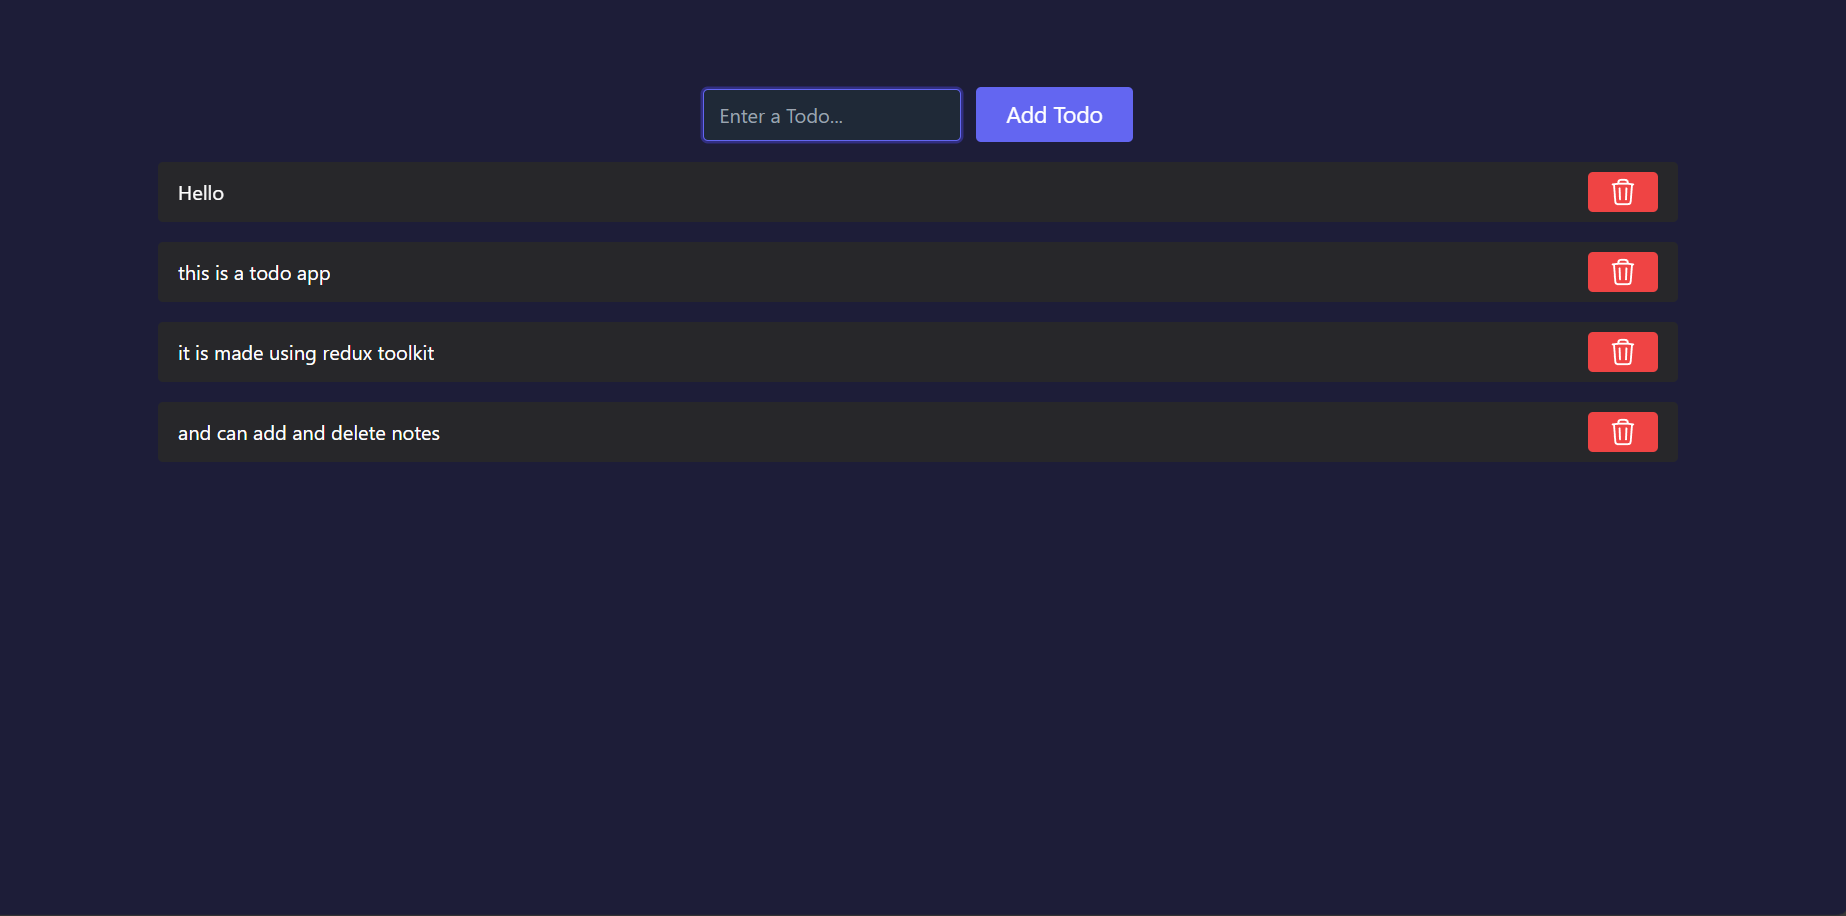 Enter a Todo...
Add Todo
Hello
this is a todo app
it is made using redux toolkit
and can add and delete notes